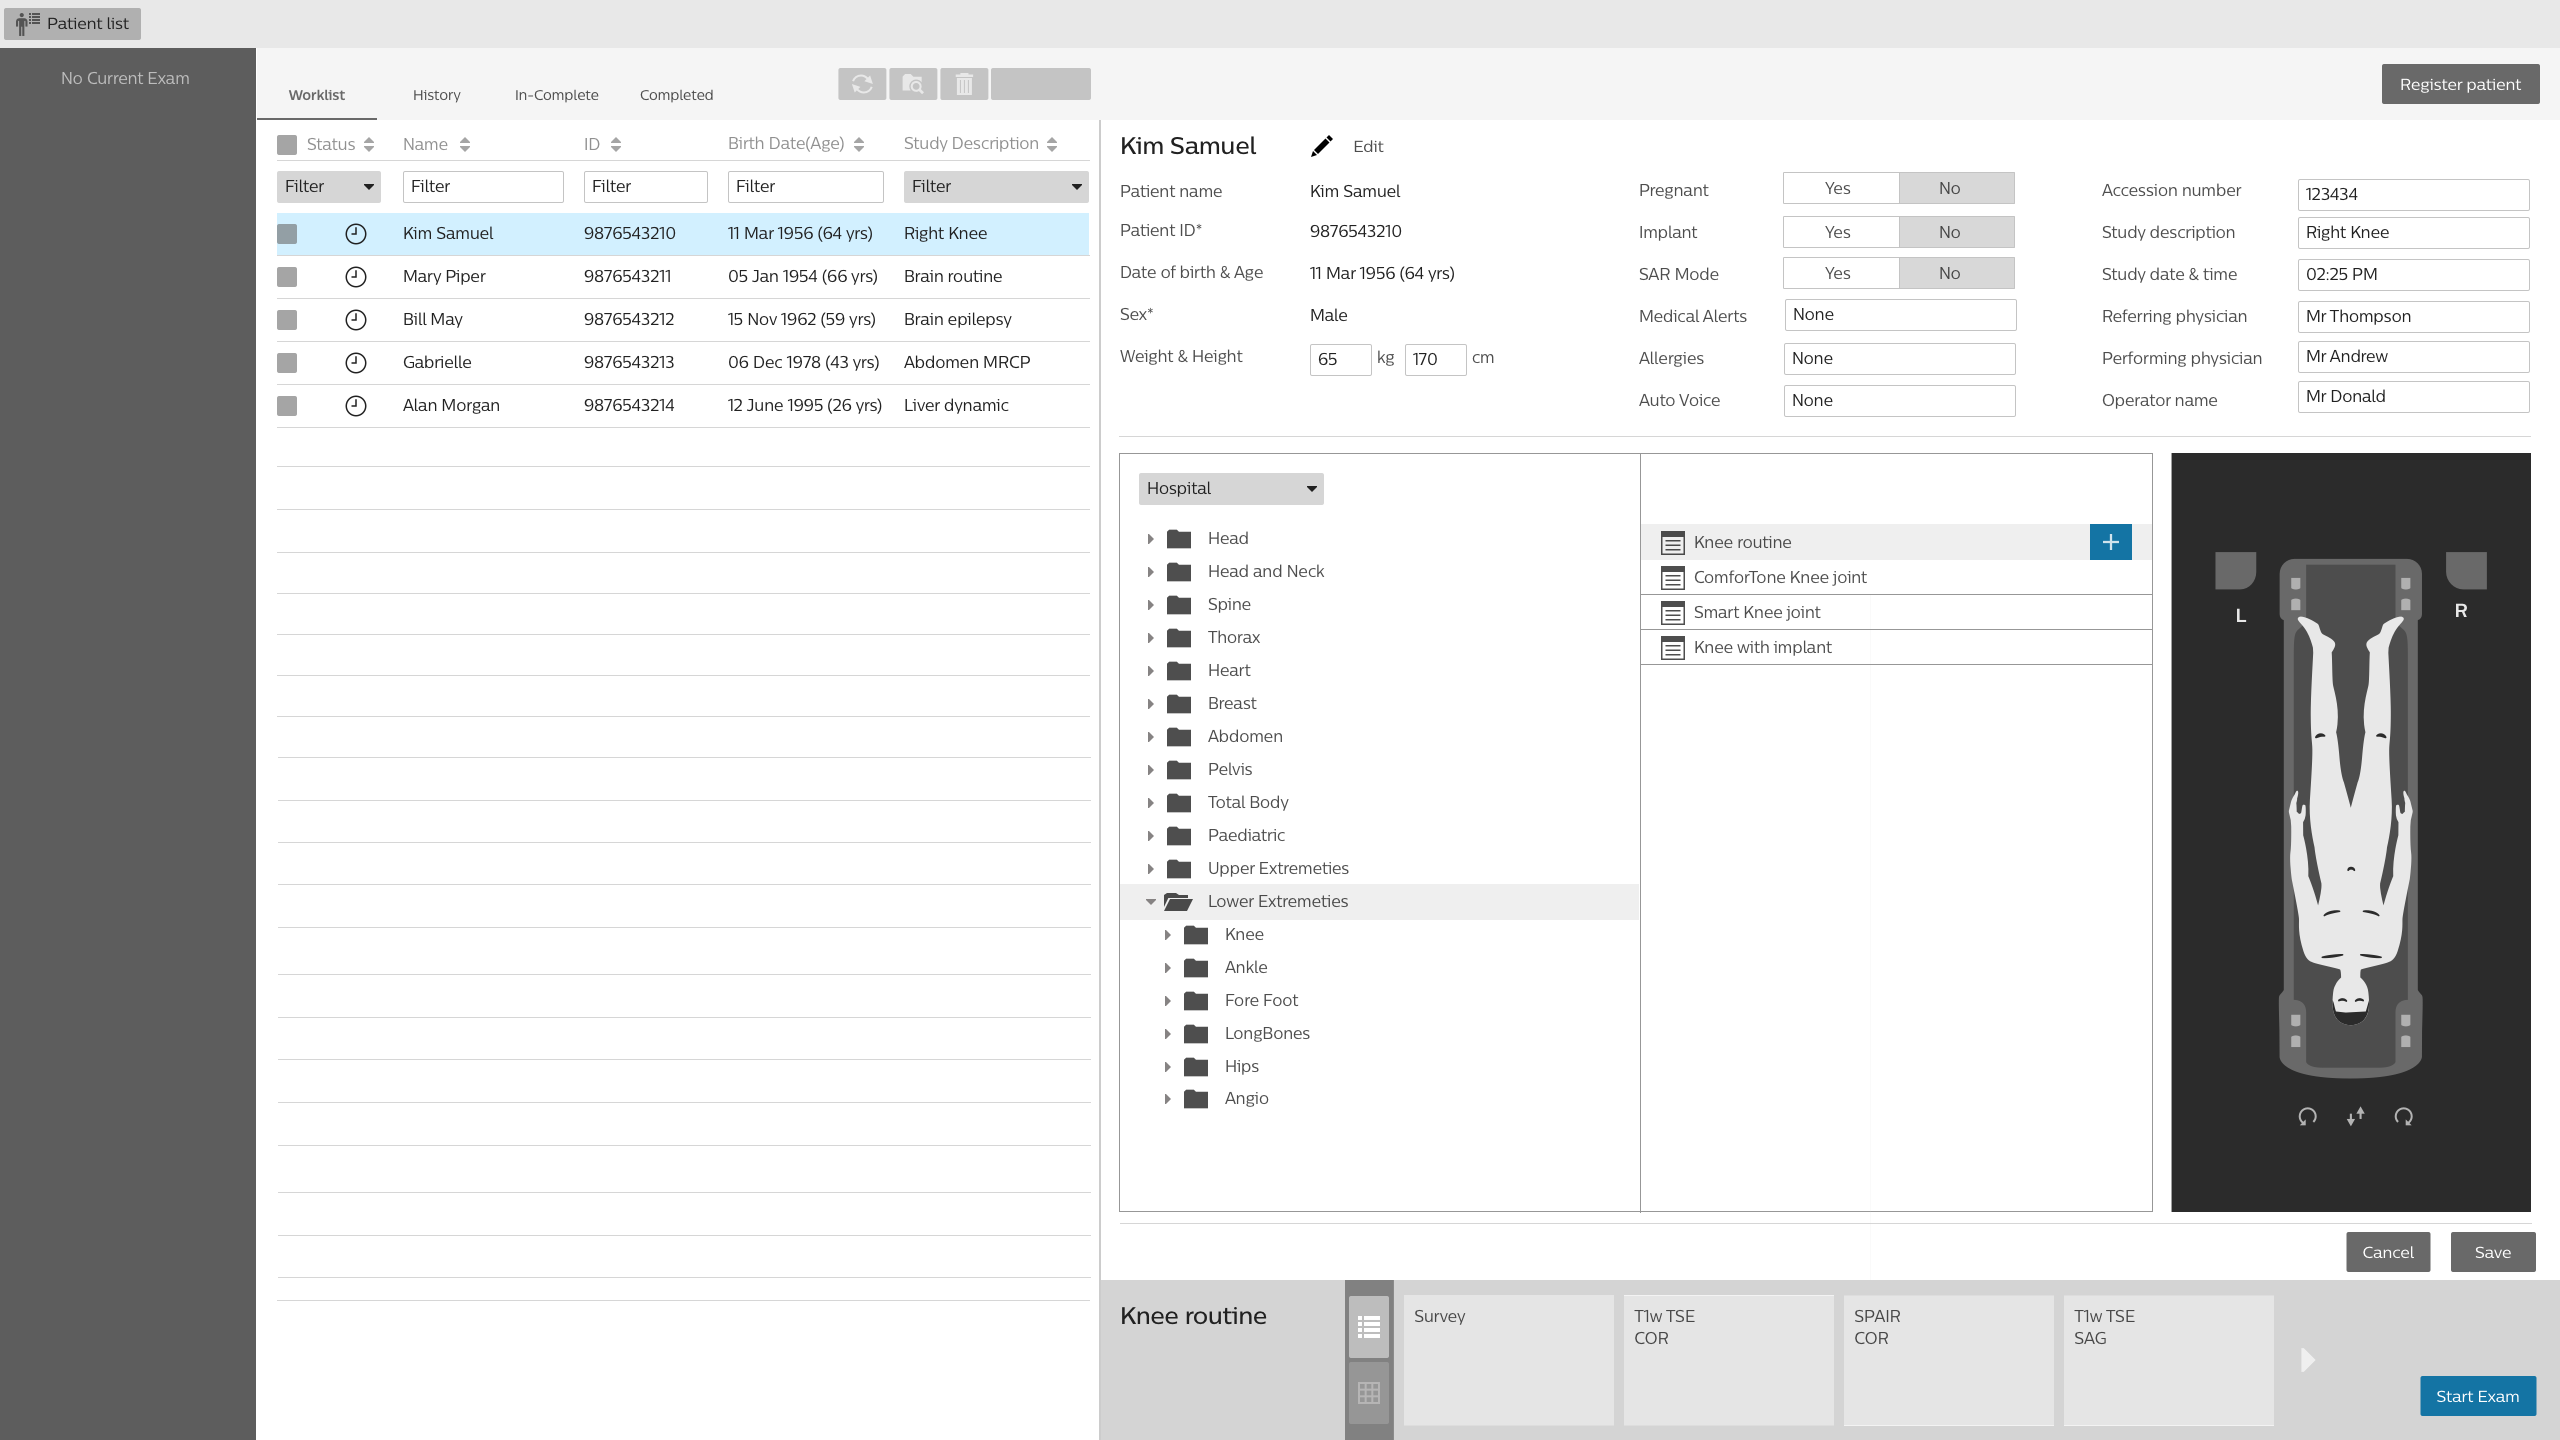 Patient list
No Current Exam
Worklist
History
In-Complete
Completed
Register patient
Status
Name
ID
Birth Date(Age)
Study Description
Filter
Filter
Filter
Filter
Filter
Kim Samuel 9876543210 11 Mar 1956 (64 yrs) Right Knee
Mary Piper 9876543211 05 Jan 1954 (66 yrs) Brain routine
Bill May 9876543212 15 Nov 1962 (59 yrs) Brain epilepsy
Gabrielle 9876543213 06 Dec 1978 (43 yrs) Abdomen MRCP
Alan Morgan 9876543214 12 June 1995 (26 yrs) Liver dynamic
Kim Samuel
Edit
Patient name Kim Samuel
Patient ID* 9876543210
Date of birth & Age 11 Mar 1956 (64 yrs)
Sex* Male
Weight & Height 65 kg 170 cm
Pregnant Yes No
Implant Yes No
SAR Mode Yes No
Medical Alerts None
Allergies None
Auto Voice None
Accession number 123434
Study description Right Knee
Study date & time 02:25 PM
Referring physician Mr Thompson
Performing physician Mr Andrew
Operator name Mr Donald
Hospital
Head
Head and Neck
Spine
Thorax
Heart
Breast
Abdomen
Pelvis
Total Body
Paediatric
Upper Extremeties
Lower Extremeties
Knee
Ankle
Fore Foot
LongBones
Hips
Angio
Knee routine
ComforTone Knee joint
Smart Knee joint
Knee with implant
L
R
Cancel
Save
Knee routine
Survey
T1w TSE
COR
SPAIR
COR
T1w TSE
SAG
Start Exam